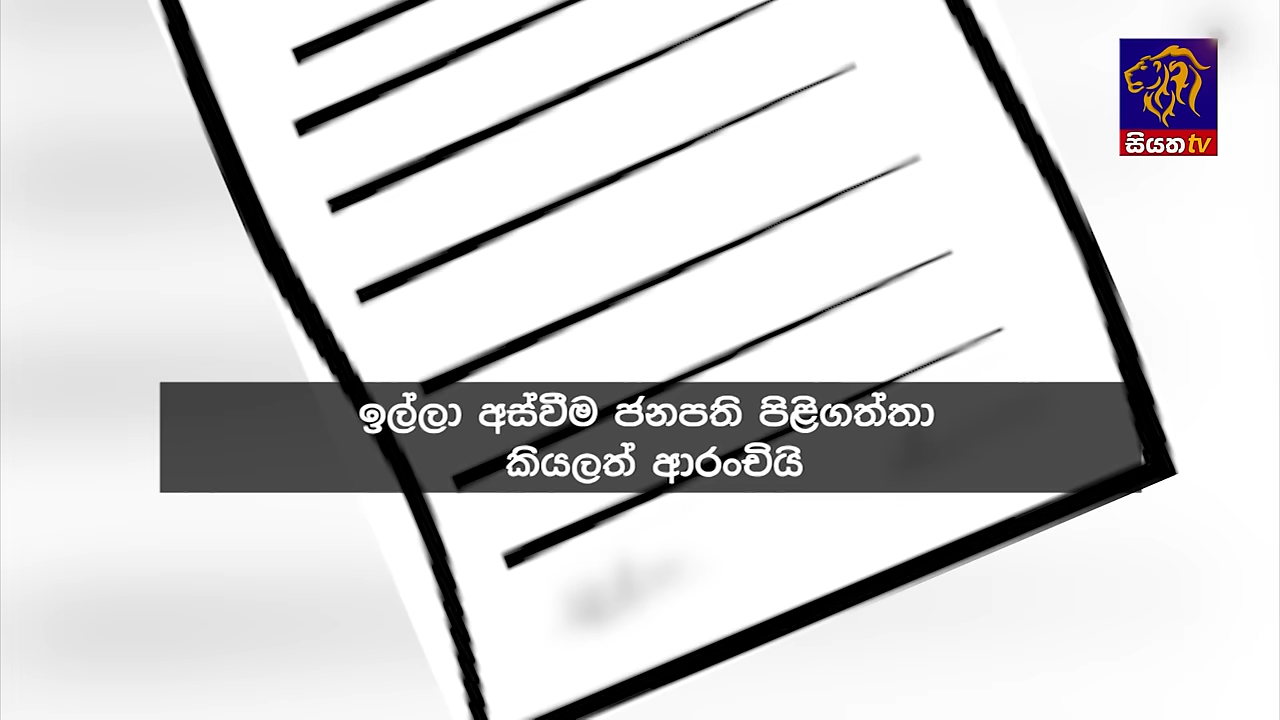 සියත tv
ඉල්ලා අස්වීම ජනපති පිළිගත්තා
කියලත් ආරංචියි